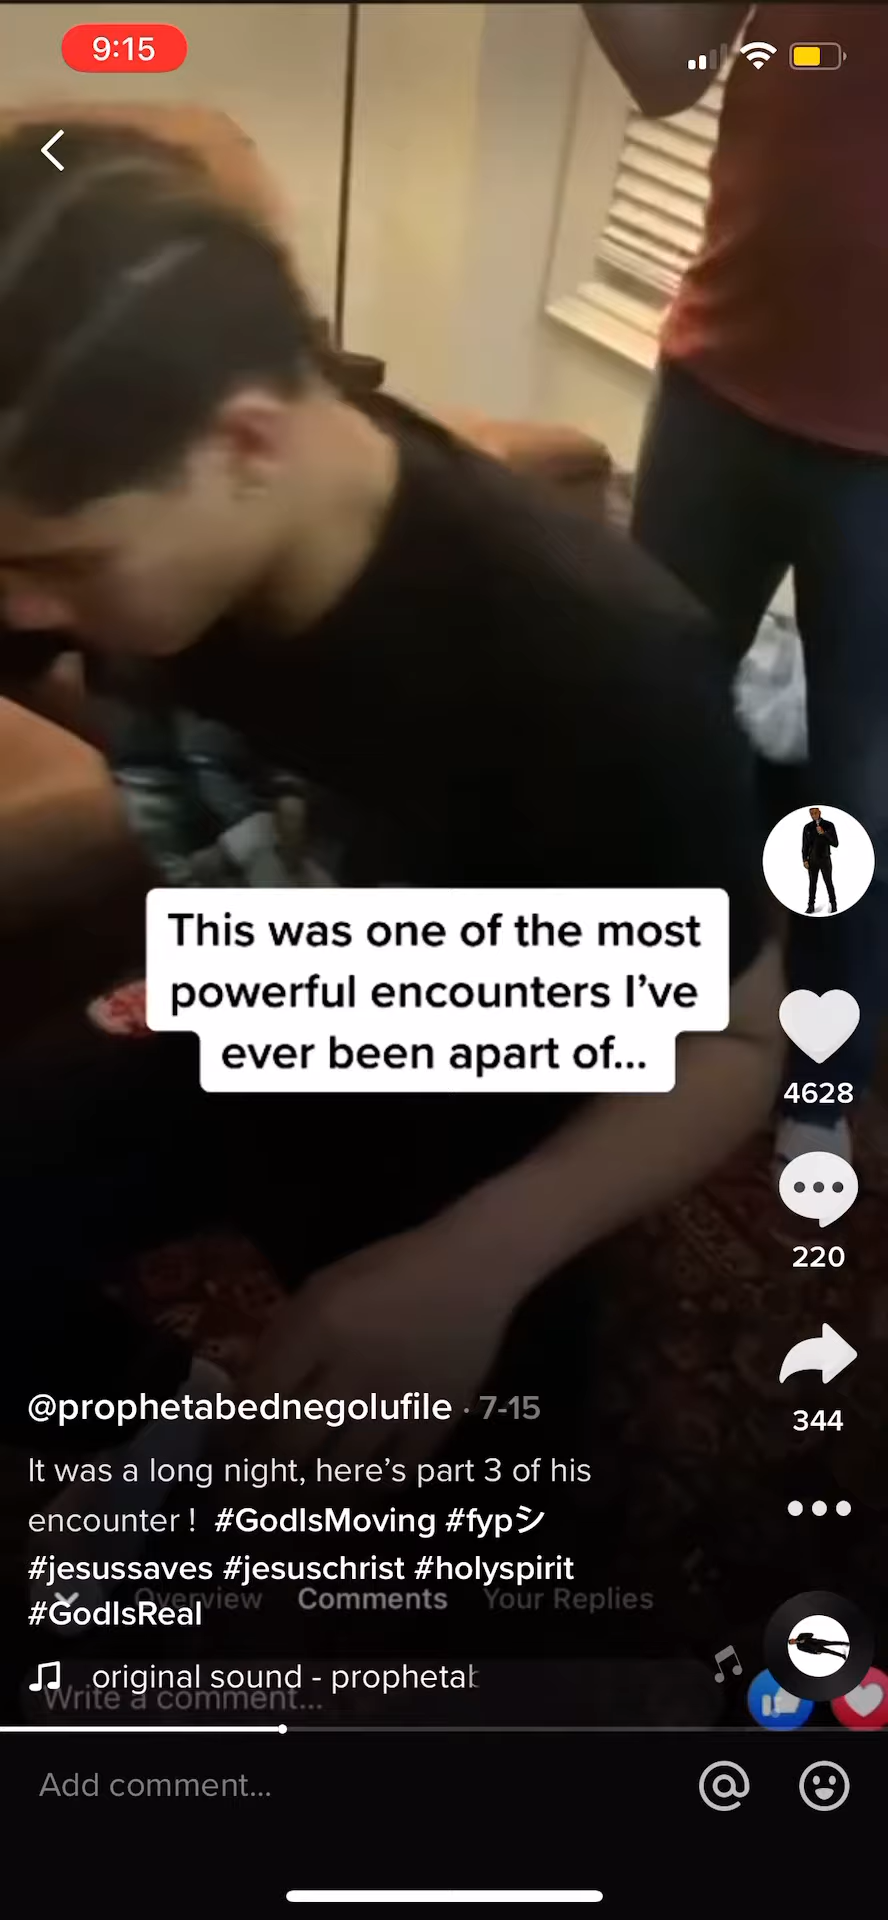 9:15
This was one of the most
powerful encounters I've
ever been apart of...
4628
220
344
@prophetabednegolufile · 7-15
It was a long night, here's part 3 of his
encounter ! #GodIsMoving #fypシ
#jesussaves #jesuschrist #holyspirit
Overview Comments Your Replies
#GodIsReal
original sound - prophetab
Write a comment...
Add comment...